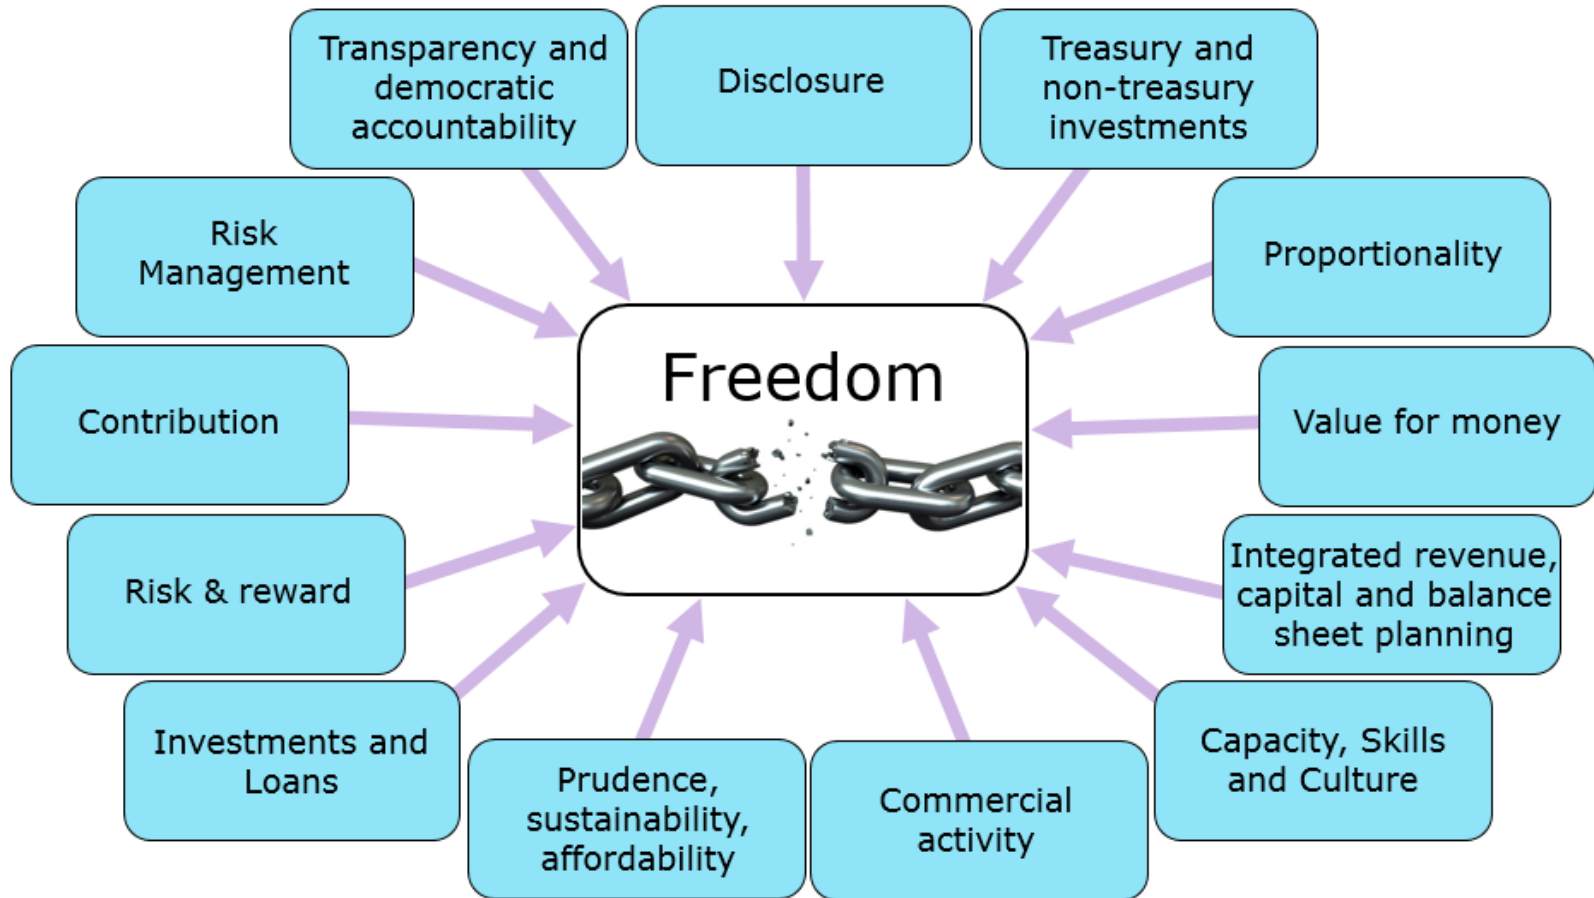 Transparency and
democratic
accountability
Disclosure
Treasury and
non-treasury
investments
Risk
Management
Proportionality
Freedom
Contribution
Value for money
Risk & reward
Integrated revenue,
capital and balance
sheet planning
Investments and
Loans
Capacity, Skills
and Culture
Prudence,
sustainability,
affordability
Commercial
activity